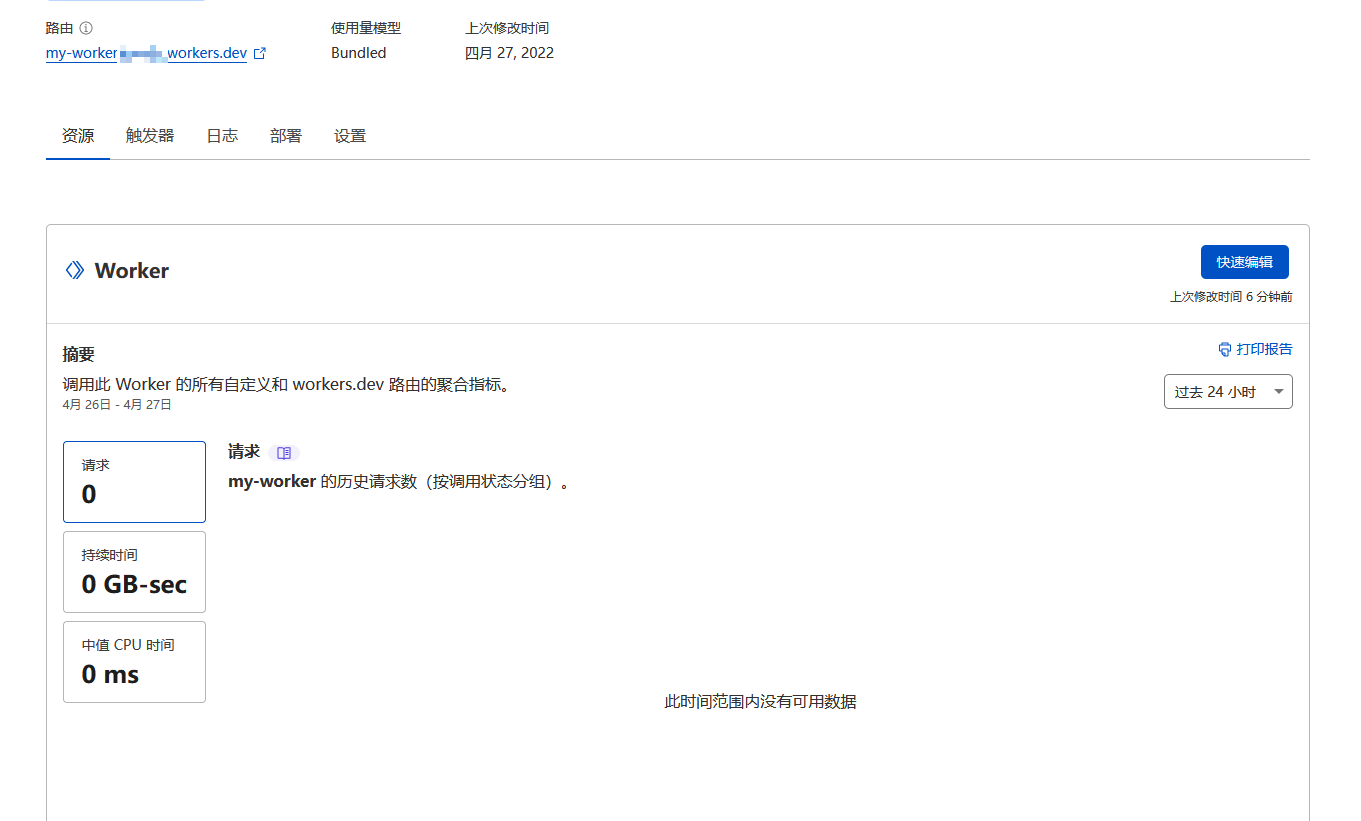 路由
使用量模型
上次修改时间
my-worker
workers.dev
Bundled
四月 27, 2022
资源
触发器
日志
部署
设置
Worker
快速编辑
上次修改时间 6 分钟前
摘要
打印报告
调用此 Worker 的所有自定义和 workers.dev 路由的聚合指标。
4月 26日 - 4月 27日
过去 24 小时
请求
0
请求
my-worker 的历史请求数（按调用状态分组）。
持续时间
0 GB-sec
中值 CPU 时间
0 ms
此时间范围内没有可用数据